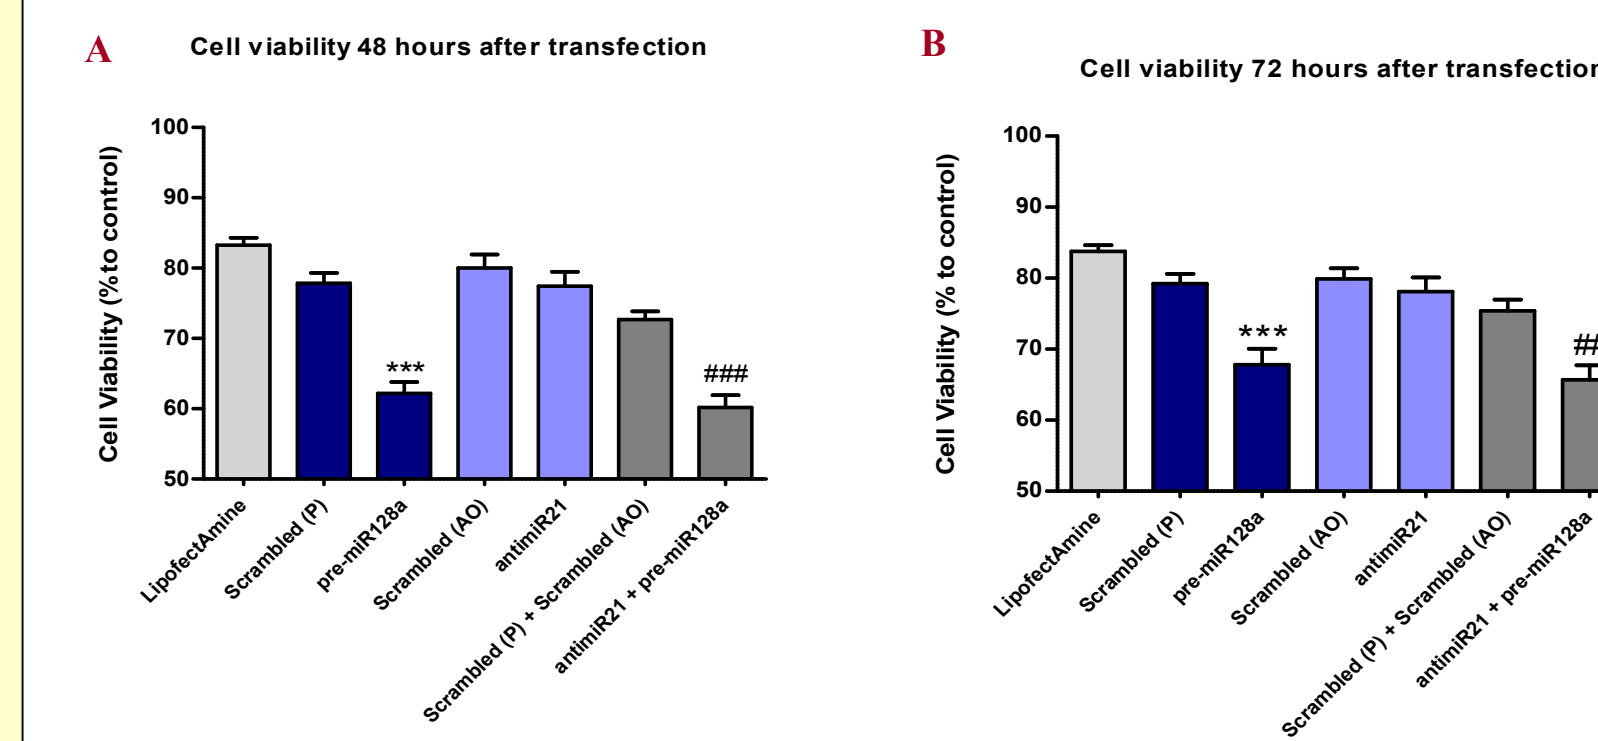 A
Cell viability 48 hours after transfection
Cell Viability (% to control)
100
90
80
70
60
50
***
###
LipofectAmine
Scrambled (P)
pre-miR128a
Scrambled (AO)
antimiR21
Scrambled (P) + Scrambled (AO)
antimiR21 + pre-miR128a
B
Cell viability 72 hours after transfection
Cell Viability (% to control)
100
90
80
70
60
50
***
##
LipofectAmine
Scrambled (P)
pre-miR128a
Scrambled (AO)
antimiR21
Scrambled (P) + Scrambled (AO)
antimiR21 + pre-miR128a